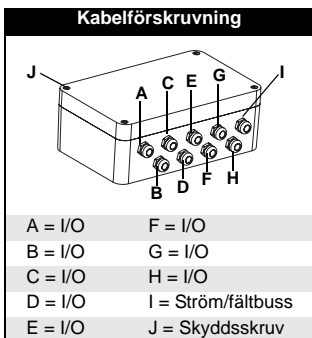 Kabelförskruvning
J
A
C
E
G
I
B
D
F
H
A = I/O F = I/O
B = I/O G = I/O
C = I/O H = I/O
D = I/O I = Ström/fältbuss
E = I/O J = Skyddsskruv